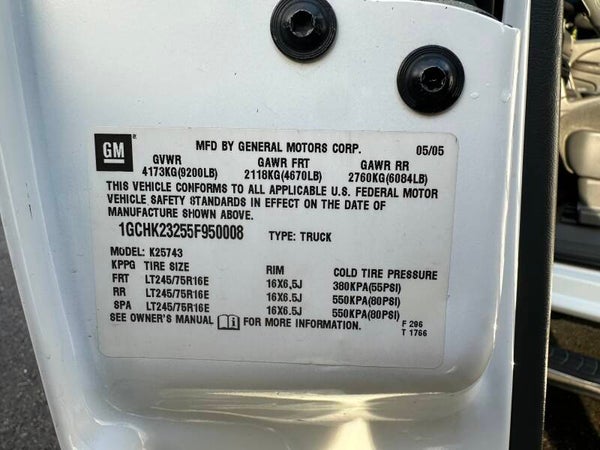 GM
MFD BY GENERAL MOTORS CORP. 05/05
GVWR GAWR FRT GAWR RR
4173KG(9200LB) 2118KG(4670LB) 2760KG(6084LB)
THIS VEHICLE CONFORMS TO ALL APPLICABLE U.S. FEDERAL MOTOR
VEHICLE SAFETY STANDARDS IN EFFECT ON THE DATE OF
MANUFACTURE SHOWN ABOVE.
1GCHK23255F950008 TYPE: TRUCK
MODEL: K25743
KPPG TIRE SIZE RIM COLD TIRE PRESSURE
FRT LT245/75R16E 16X6.5J 380KPA(55PSI)
RR LT245/75R16E 16X6.5J 550KPA(80PSI)
SPA LT245/75R16E 16X6.5J 550KPA(80PSI)
SEE OWNER'S MANUAL FOR MORE INFORMATION. F 296
T 1766